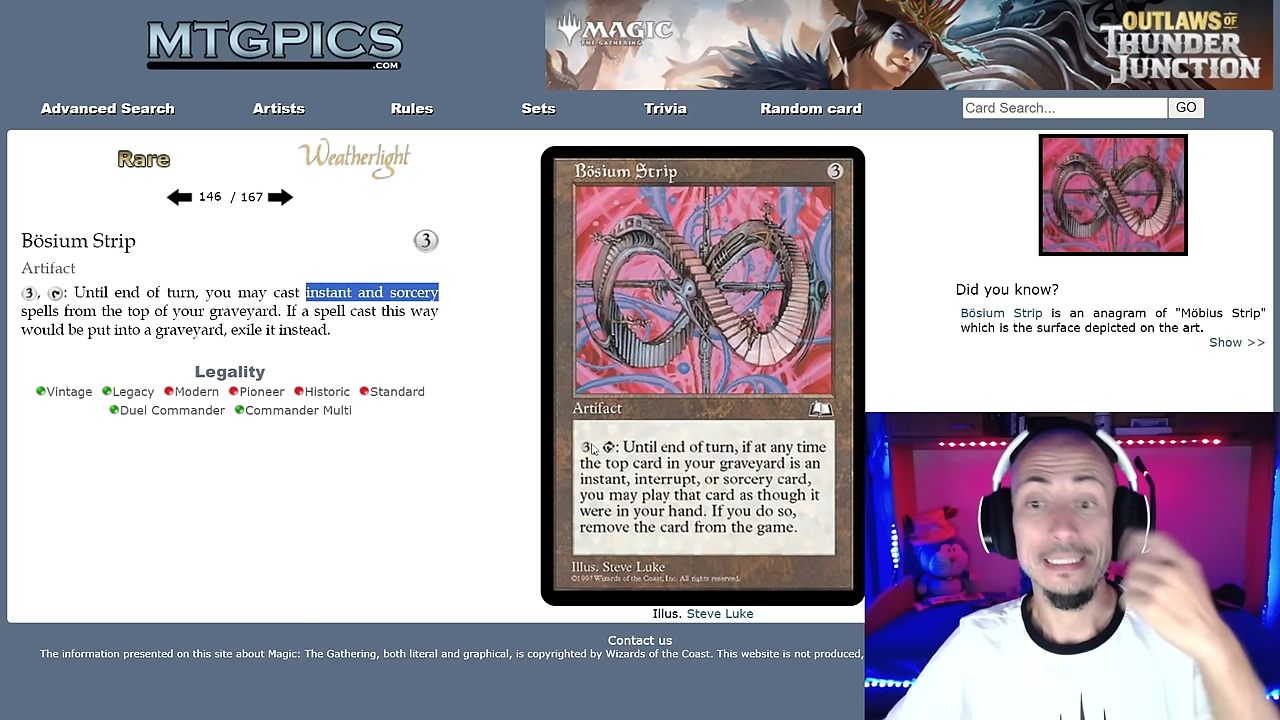 MTGPICS
.COM
MAGIC
THE GATHERING
OUTLAWS OF
THUNDER
JUNCTION
Advanced Search
Artists
Rules
Sets
Trivia
Random card
Card Search...
GO
Rare
Weatherlight
146 / 167
Bösium Strip
3
Artifact
3, : Until end of turn, you may cast instant and sorcery
spells from the top of your graveyard. If a spell cast this way
would be put into a graveyard, exile it instead.
Legality
Vintage Legacy Modern Pioneer Historic Standard
Duel Commander Commander Multi
Bösium Strip 3
Artifact
3, : Until end of turn, if at any time
the top card in your graveyard is an
instant, interrupt, or sorcery card,
you may play that card as though it
were in your hand. If you do so,
remove the card from the game.
Illus. Steve Luke
©1997 Wizards of the Coast, Inc. All rights reserved.
Illus. Steve Luke
Did you know?
Bösium Strip is an anagram of "Möbius Strip"
which is the surface depicted on the art.
Show >>
Contact us
The information presented on this site about Magic: The Gathering, both literal and graphical, is copyrighted by Wizards of the Coast. This website is not produced,